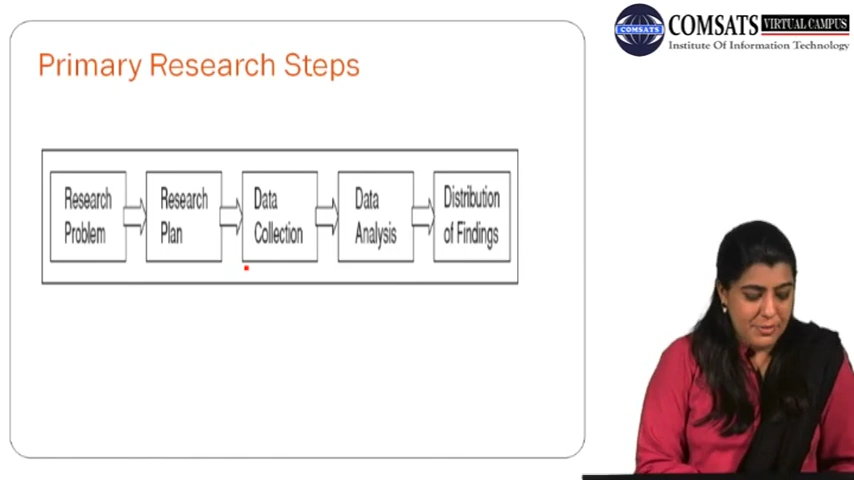 COMSATS VIRTUAL CAMPUS
COMSATS
Institute Of Information Technology
Primary Research Steps
Research
Problem
Research
Plan
Data
Collection
Data
Analysis
Distribution
of Findings